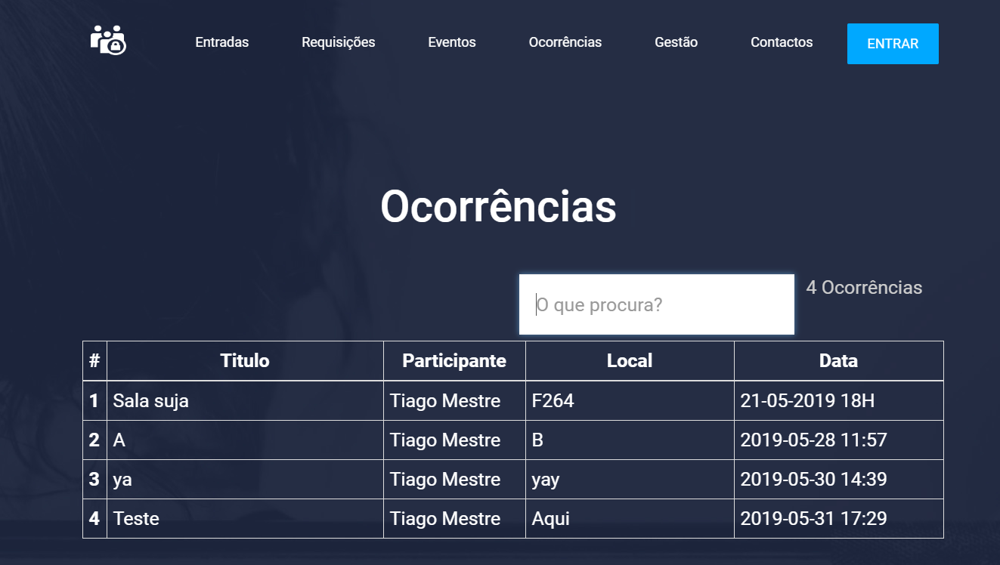 Entradas Requisições Eventos Ocorrências Gestão Contactos ENTRAR
Ocorrências
O que procura? 4 Ocorrências
# Titulo Participante Local Data
1 Sala suja Tiago Mestre F264 21-05-2019 18H
2 A Tiago Mestre B 2019-05-28 11:57
3 ya Tiago Mestre yay 2019-05-30 14:39
4 Teste Tiago Mestre Aqui 2019-05-31 17:29